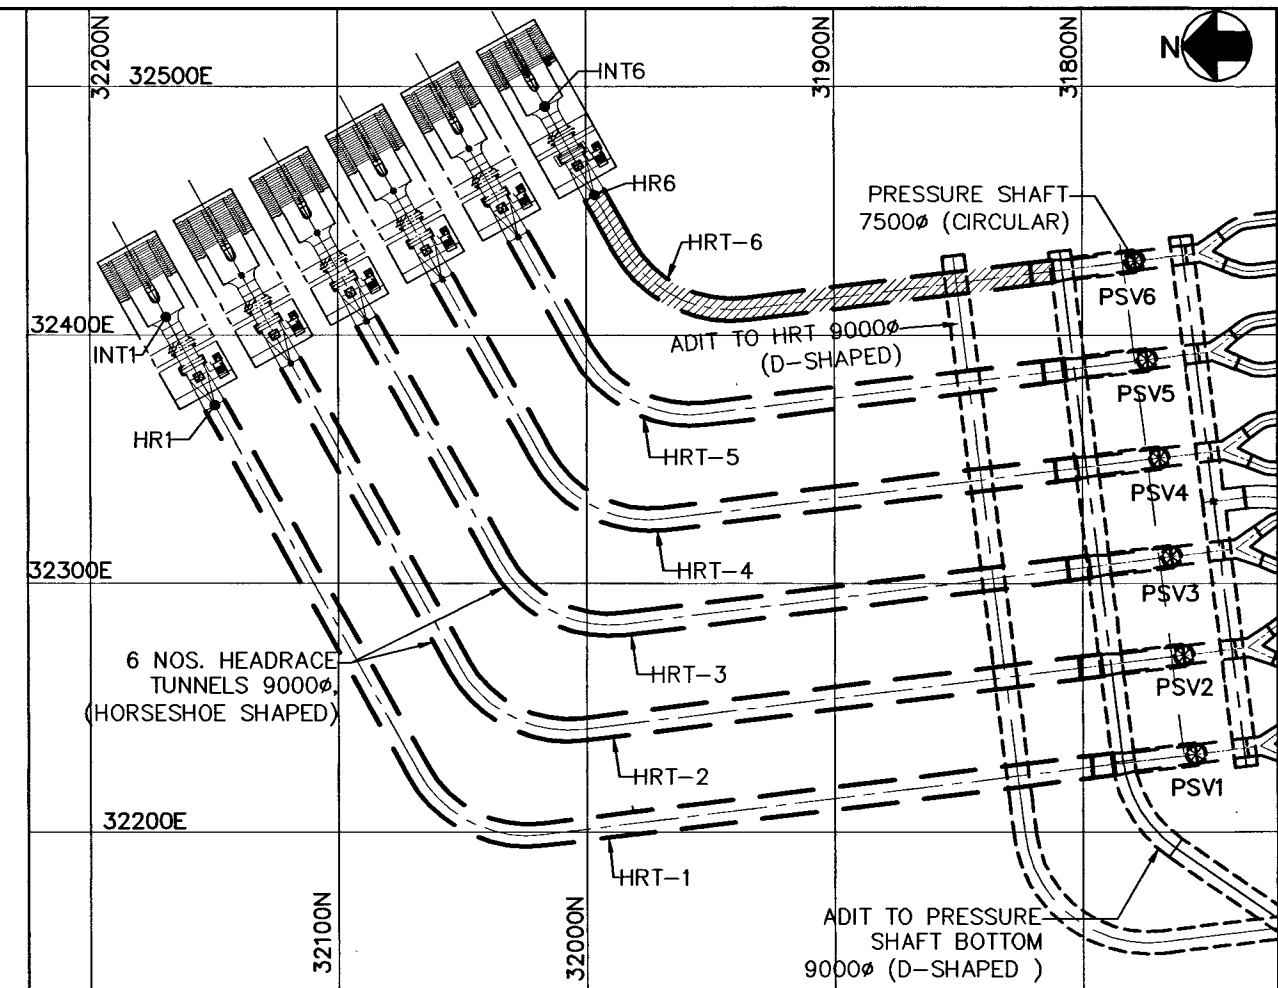 32200N
31900N
31800N
N
32500E
INT6
HR6
PRESSURE SHAFT
7500ø (CIRCULAR)
HRT-6
PSV6
32400E
INT1
ADIT TO HRT 9000ø
(D-SHAPED)
PSV5
HR1
HRT-5
PSV4
32300E
HRT-4
PSV3
6 NOS. HEADRACE
TUNNELS 9000ø,
(HORSESHOE SHAPED)
HRT-3
PSV2
HRT-2
PSV1
32200E
HRT-1
32100N
32000N
ADIT TO PRESSURE
SHAFT BOTTOM
9000ø (D-SHAPED )